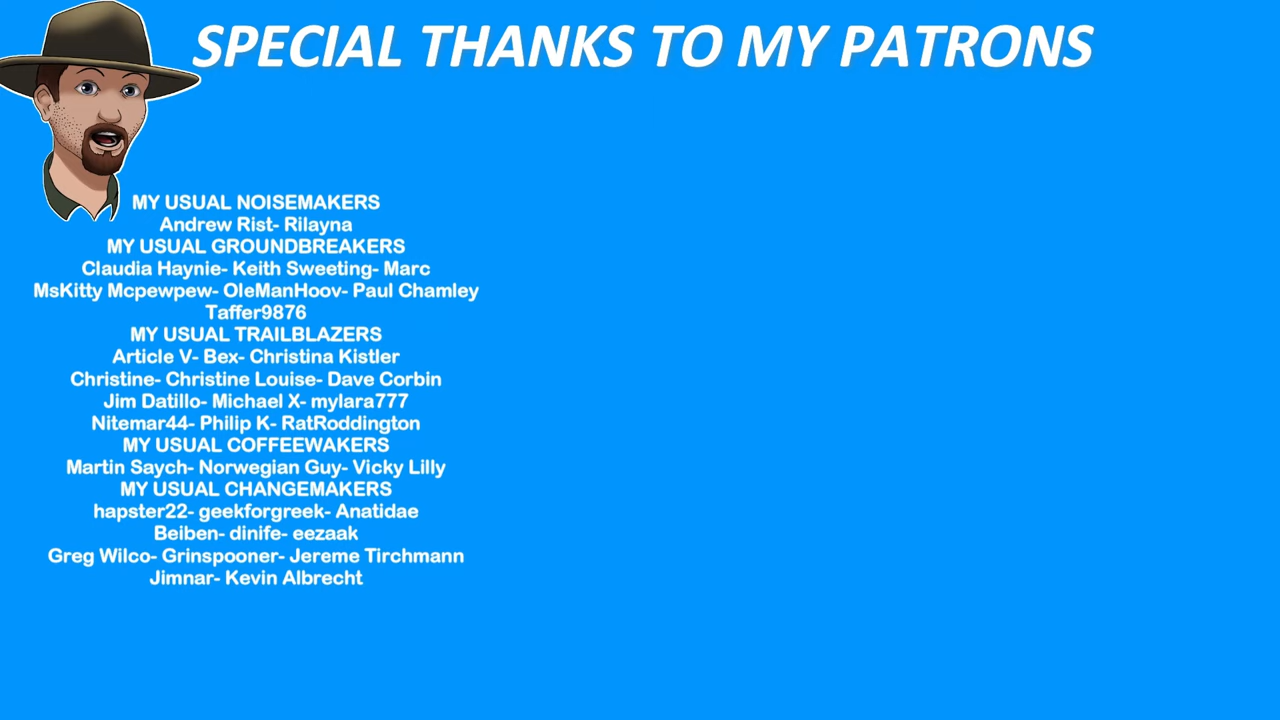 SPECIAL THANKS TO MY PATRONS
MY USUAL NOISEMAKERS
Andrew Rist- Rilayna
MY USUAL GROUNDBREAKERS
Claudia Haynie- Keith Sweeting- Marc
MsKitty Mcpewpew- OleManHoov- Paul Chamley
Taffer9876
MY USUAL TRAILBLAZERS
Article V- Bex- Christina Kistler
Christine- Christine Louise- Dave Corbin
Jim Datillo- Michael X- mylara777
Nitemar44- Philip K- RatRoddington
MY USUAL COFFEEWAKERS
Martin Saych- Norwegian Guy- Vicky Lilly
MY USUAL CHANGEMAKERS
hapster22- geekforgreek- Anatidae
Beiben- dinife- eezaak
Greg Wilco- Grinspooner- Jereme Tirchmann
Jimnar- Kevin Albrecht